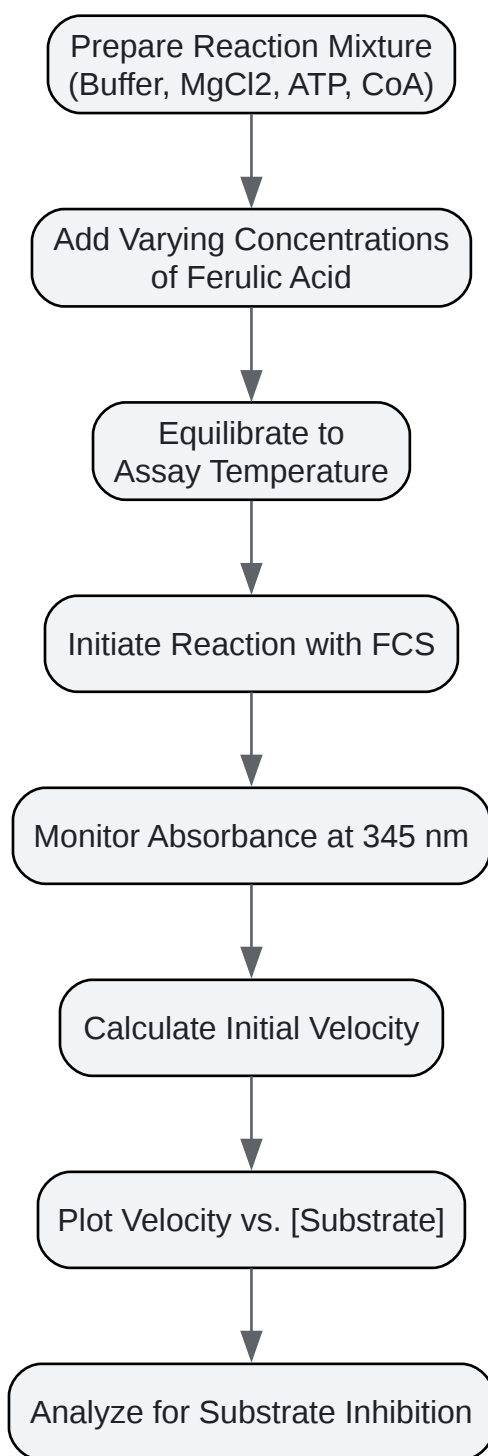 Prepare Reaction Mixture
(Buffer, MgCl2, ATP, CoA)
Add Varying Concentrations
of Ferulic Acid
Equilibrate to
Assay Temperature
Initiate Reaction with FCS
Monitor Absorbance at 345 nm
Calculate Initial Velocity
Plot Velocity vs. [Substrate]
Analyze for Substrate Inhibition